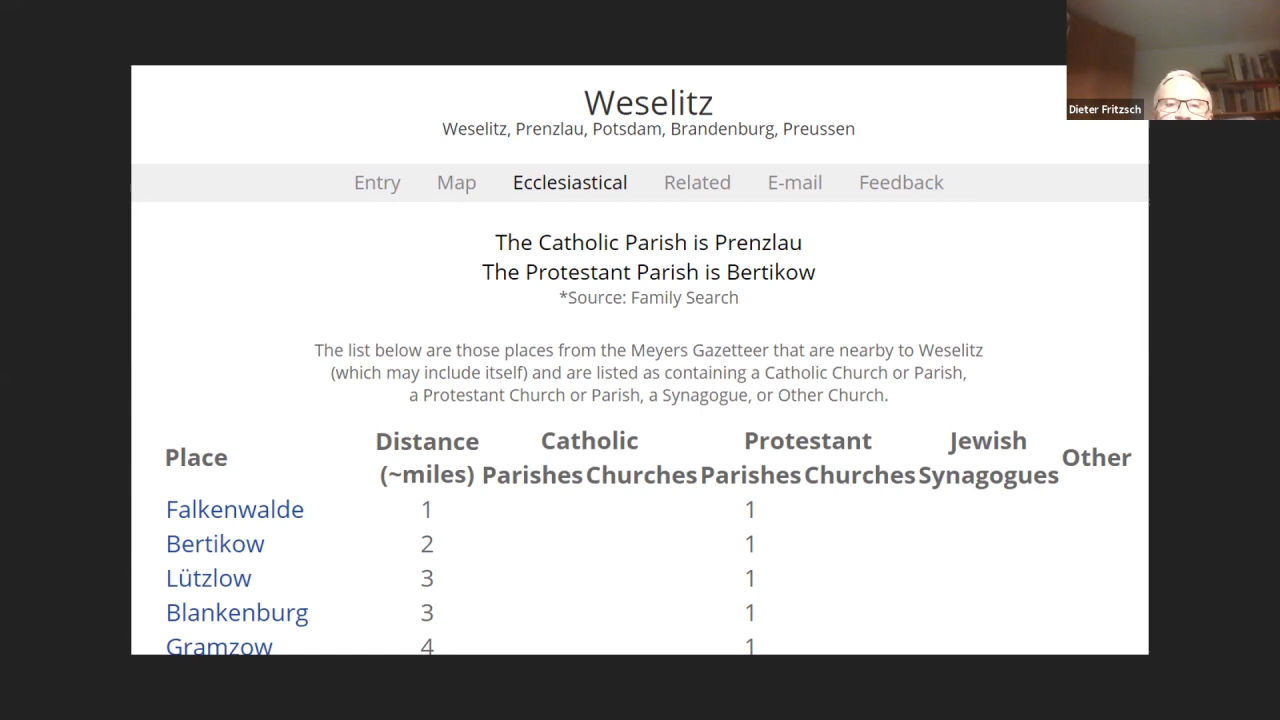 Weselitz
Weselitz, Prenzlau, Potsdam, Brandenburg, Preussen
Dieter Fritzsch
Entry Map Ecclesiastical Related E-mail Feedback
The Catholic Parish is Prenzlau
The Protestant Parish is Bertikow
*Source: Family Search
The list below are those places from the Meyers Gazetteer that are nearby to Weselitz
(which may include itself) and are listed as containing a Catholic Church or Parish,
a Protestant Church or Parish, a Synagogue, or Other Church.
Place Distance Catholic Protestant Jewish Other
(~miles) Parishes Churches Parishes Churches Synagogues
Falkenwalde 1 1
Bertikow 2 1
Lützlow 3 1
Blankenburg 3 1
Gramzow 4 1